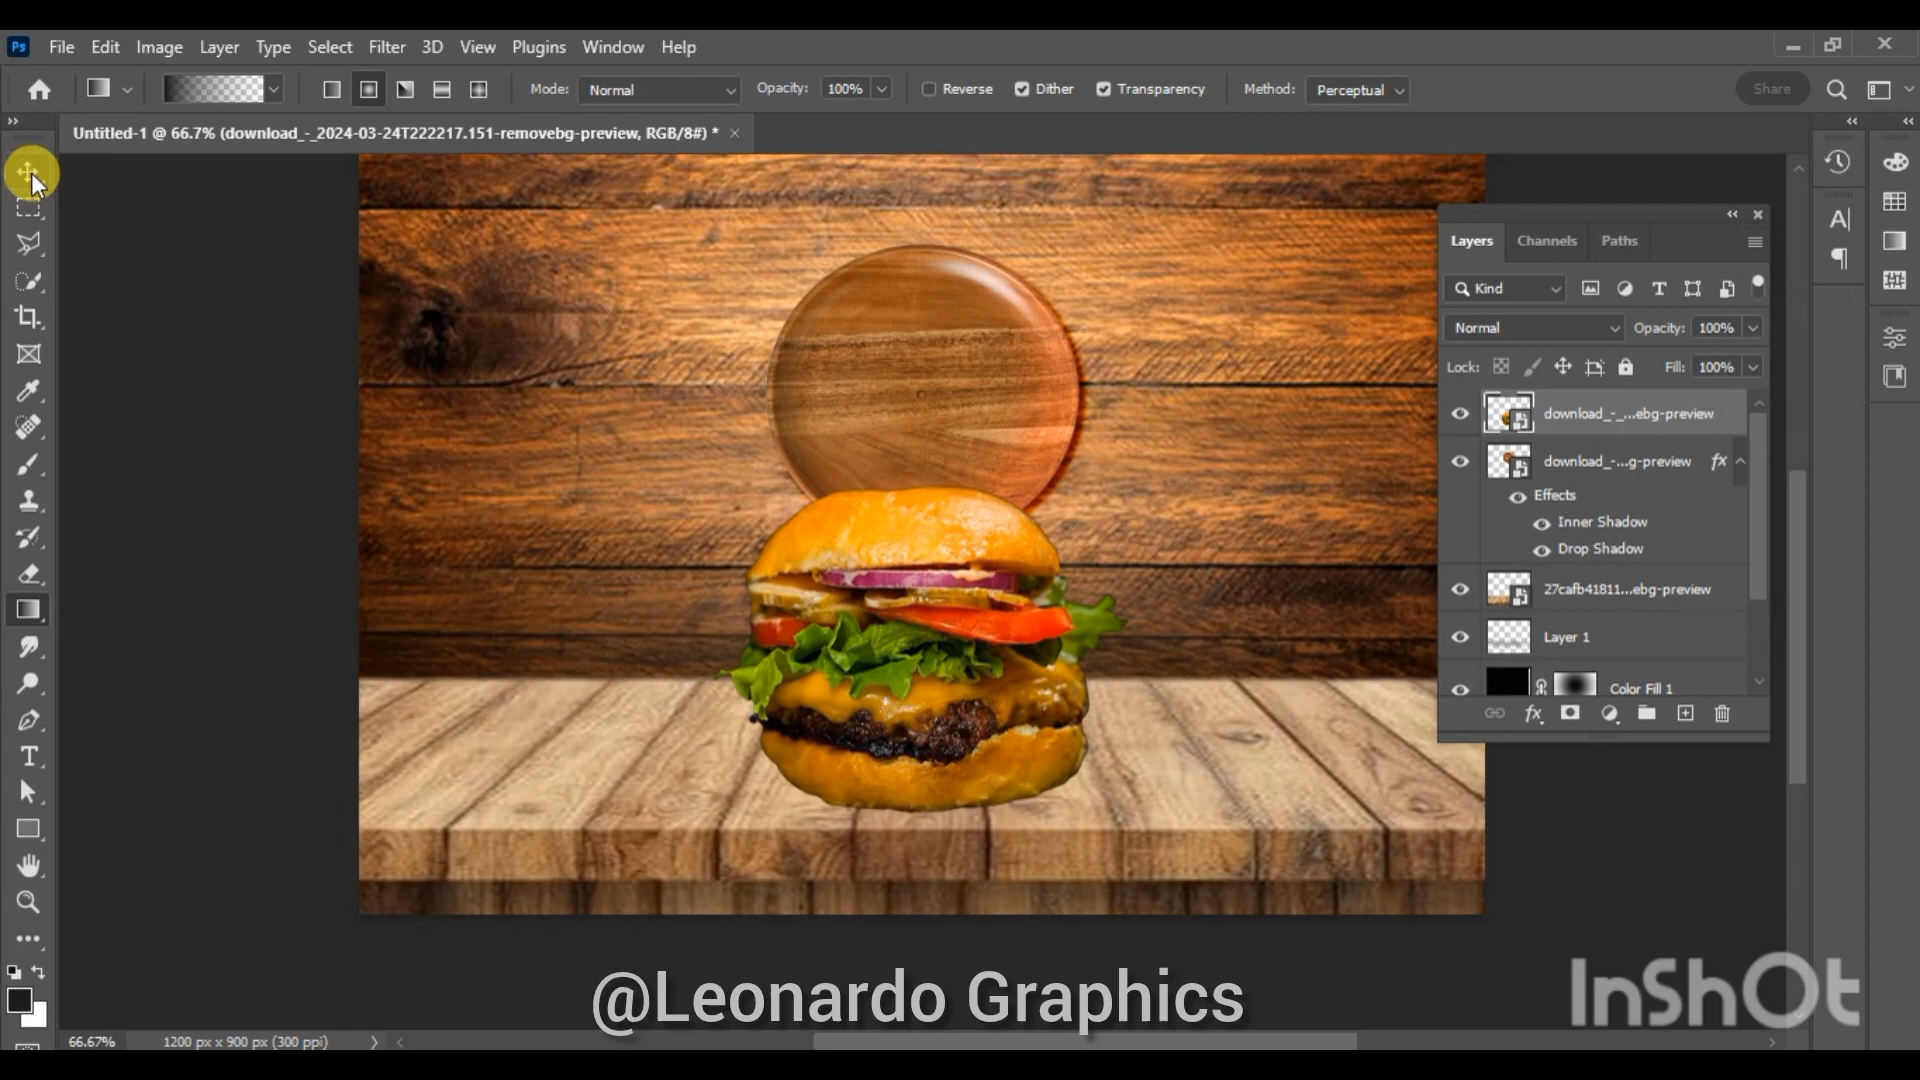 Ps File Edit Image Layer Type Select Filter 3D View Plugins Window Help
Mode: Normal Opacity: 100% Reverse Dither Transparency Method: Perceptual Share
Untitled-1 @ 66.7% (download_-_2024-03-24T222217.151-removebg-preview, RGB/8#) *
Layers Channels Paths
Kind
Normal Opacity: 100%
Lock: Fill: 100%
download_-_...ebg-preview
download_-...g-preview fx
Effects
Inner Shadow
Drop Shadow
27cafb41811...ebg-preview
Layer 1
Color Fill 1
fx
@Leonardo Graphics
InShOt
66.67% 1200 px x 900 px (300 ppi)